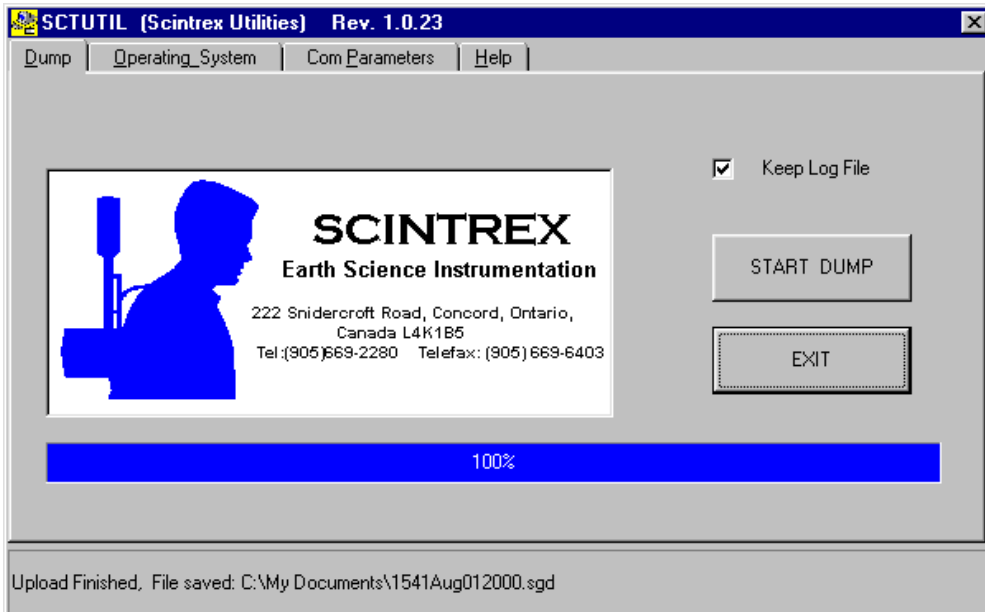 SCTUTIL (Scintrex Utilities) Rev. 1.0.23
Dump Operating_System Com Parameters Help
Keep Log File
SCINTREX
Earth Science Instrumentation
222 Snidercroft Road, Concord, Ontario,
Canada L4K1B5
Tel:(905)669-2280 Telefax: (905) 669-6403
START DUMP
EXIT
100%
Upload Finished, File saved: C:\My Documents\1541Aug012000.sgd